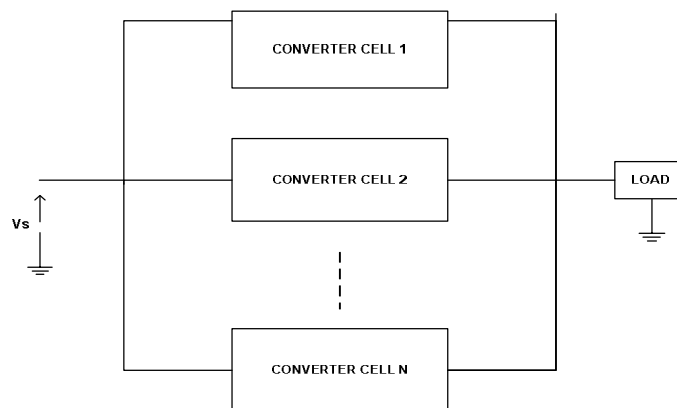 CONVERTER CELL 1
CONVERTER CELL 2
LOAD
Vs
CONVERTER CELL N